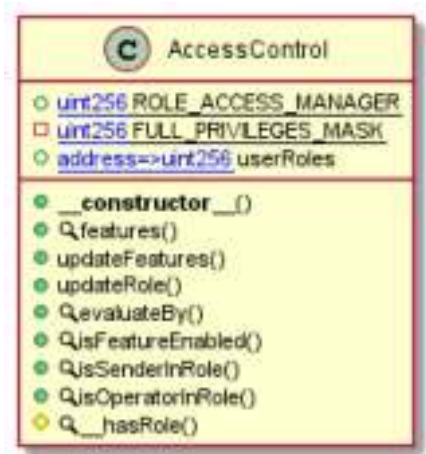 C AccessControl
uint256 ROLE_ACCESS_MANAGER
uint256 FULL_PRIVILEGES_MASK
address=>uint256 userRoles
__constructor__()
features()
updateFeatures()
updateRole()
evaluateBy()
isFeatureEnabled()
isSenderInRole()
isOperatorInRole()
__hasRole()